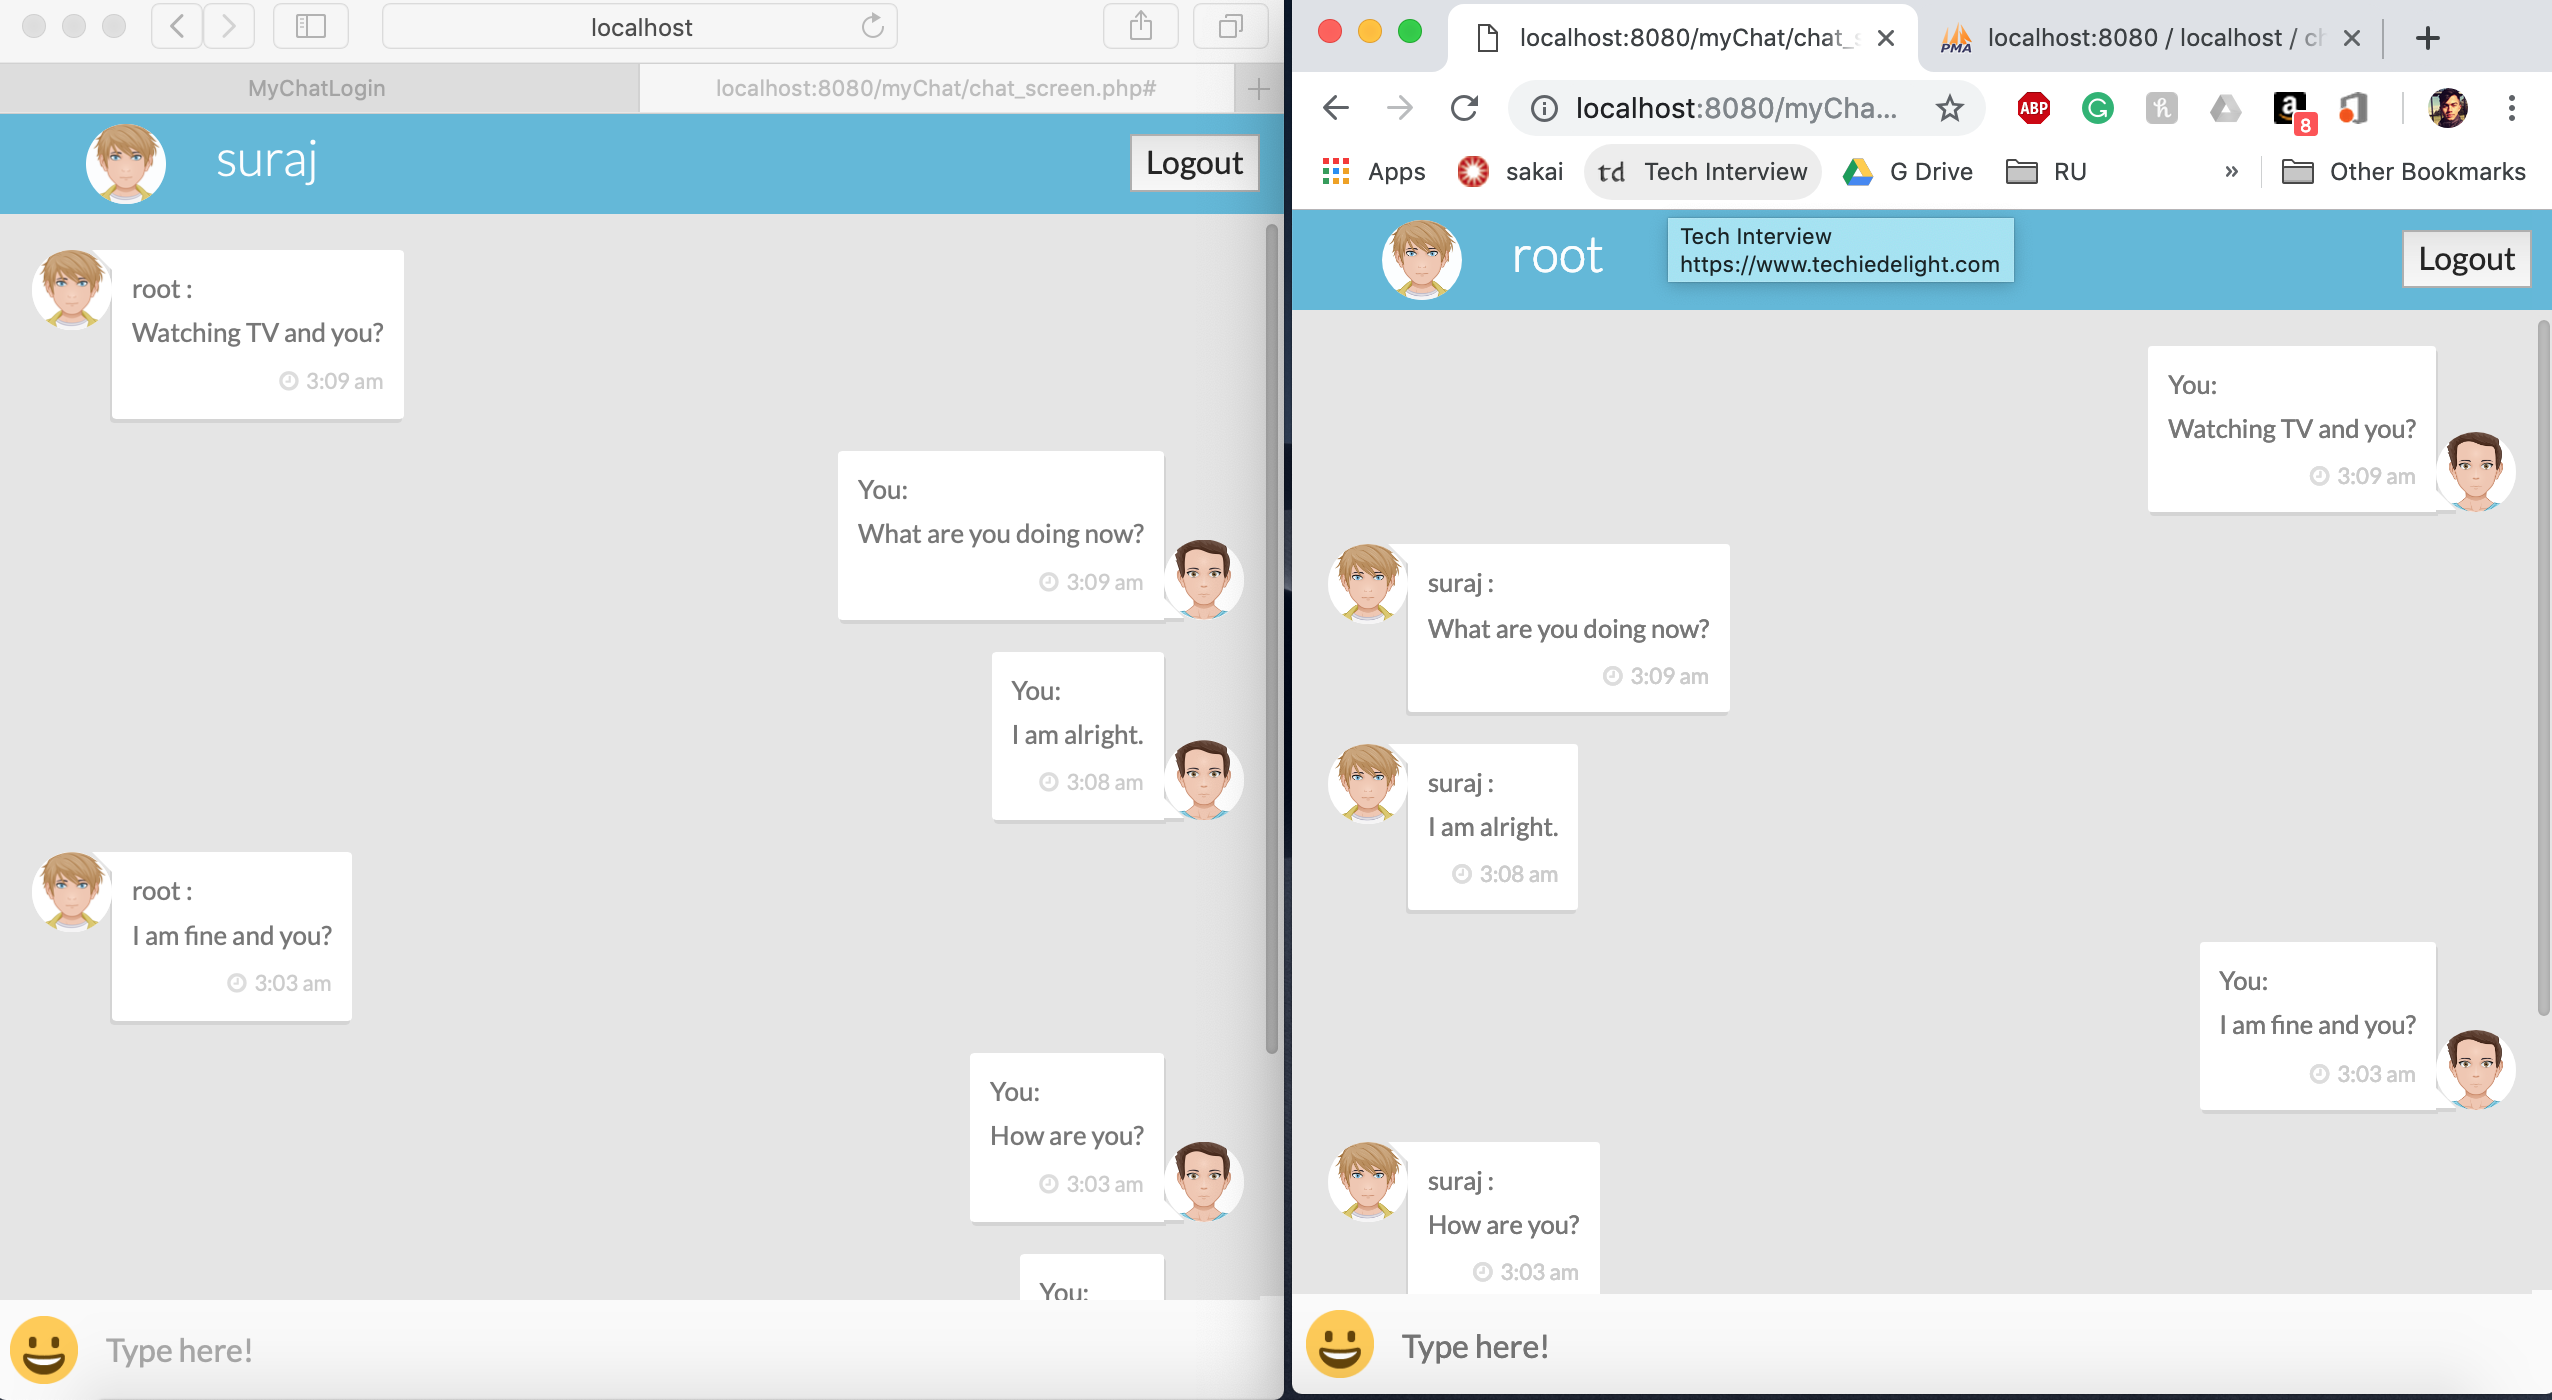 localhost
MyChatLogin
localhost:8080/myChat/chat_screen.php#
suraj
Logout
root :
Watching TV and you?
3:09 am
You:
What are you doing now?
3:09 am
You:
I am alright.
3:08 am
root :
I am fine and you?
3:03 am
You:
How are you?
3:03 am
You:
Type here!
localhost:8080/myChat/chat_s
PMA
localhost:8080 / localhost / ch
localhost:8080/myCha...
ABP
G
h
a
8
Apps
sakai
td
Tech Interview
G Drive
RU
»
Other Bookmarks
root
Tech Interview
https://www.techiedelight.com
Logout
You:
Watching TV and you?
3:09 am
suraj :
What are you doing now?
3:09 am
suraj :
I am alright.
3:08 am
You:
I am fine and you?
3:03 am
suraj :
How are you?
3:03 am
Type here!